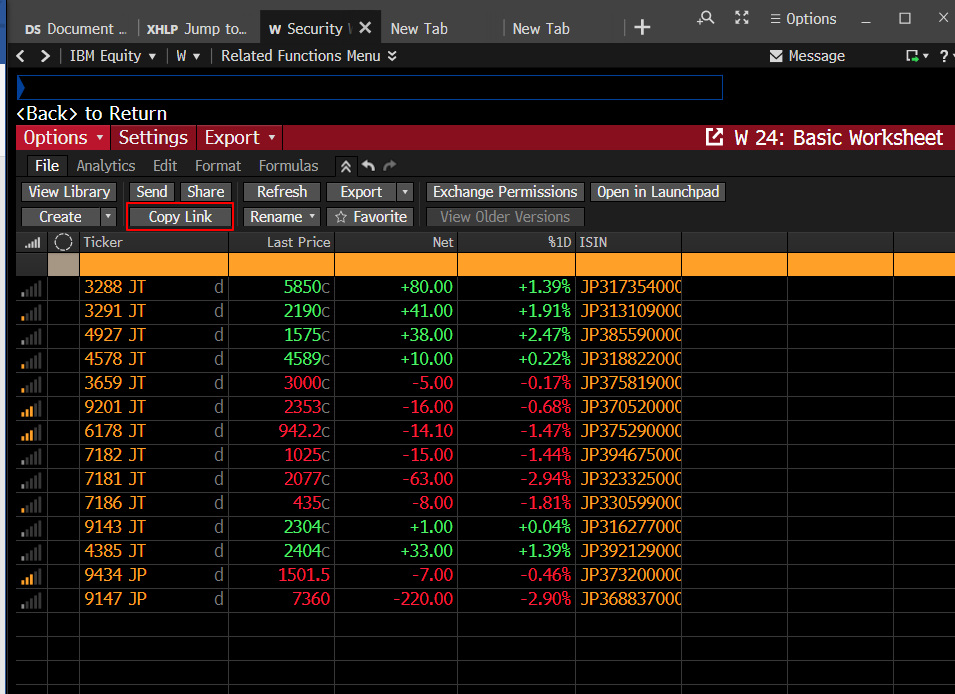 DS Document ... XHLP Jump to... W Security New Tab New Tab Options
IBM Equity W Related Functions Menu Message ?
<Back> to Return
Options Settings Export W 24: Basic Worksheet
File Analytics Edit Format Formulas
View Library Send Share Refresh Export Exchange Permissions Open in Launchpad
Create Copy Link Rename Favorite View Older Versions
Ticker Last Price Net %1D ISIN
3288 JT d 5850c +80.00 +1.39% JP317354000
3291 JT d 2190c +41.00 +1.91% JP313109000
4927 JT d 1575c +38.00 +2.47% JP385590000
4578 JT d 4589c +10.00 +0.22% JP318822000
3659 JT d 3000c -5.00 -0.17% JP375819000
9201 JT d 2353c -16.00 -0.68% JP370520000
6178 JT d 942.2c -14.10 -1.47% JP375290000
7182 JT d 1025c -15.00 -1.44% JP394675000
7181 JT d 2077c -63.00 -2.94% JP323325000
7186 JT d 435c -8.00 -1.81% JP330599000
9143 JT d 2304c +1.00 +0.04% JP316277000
4385 JT d 2404c +33.00 +1.39% JP392129000
9434 JP d 1501.5 -7.00 -0.46% JP373200000
9147 JP d 7360 -220.00 -2.90% JP368837000